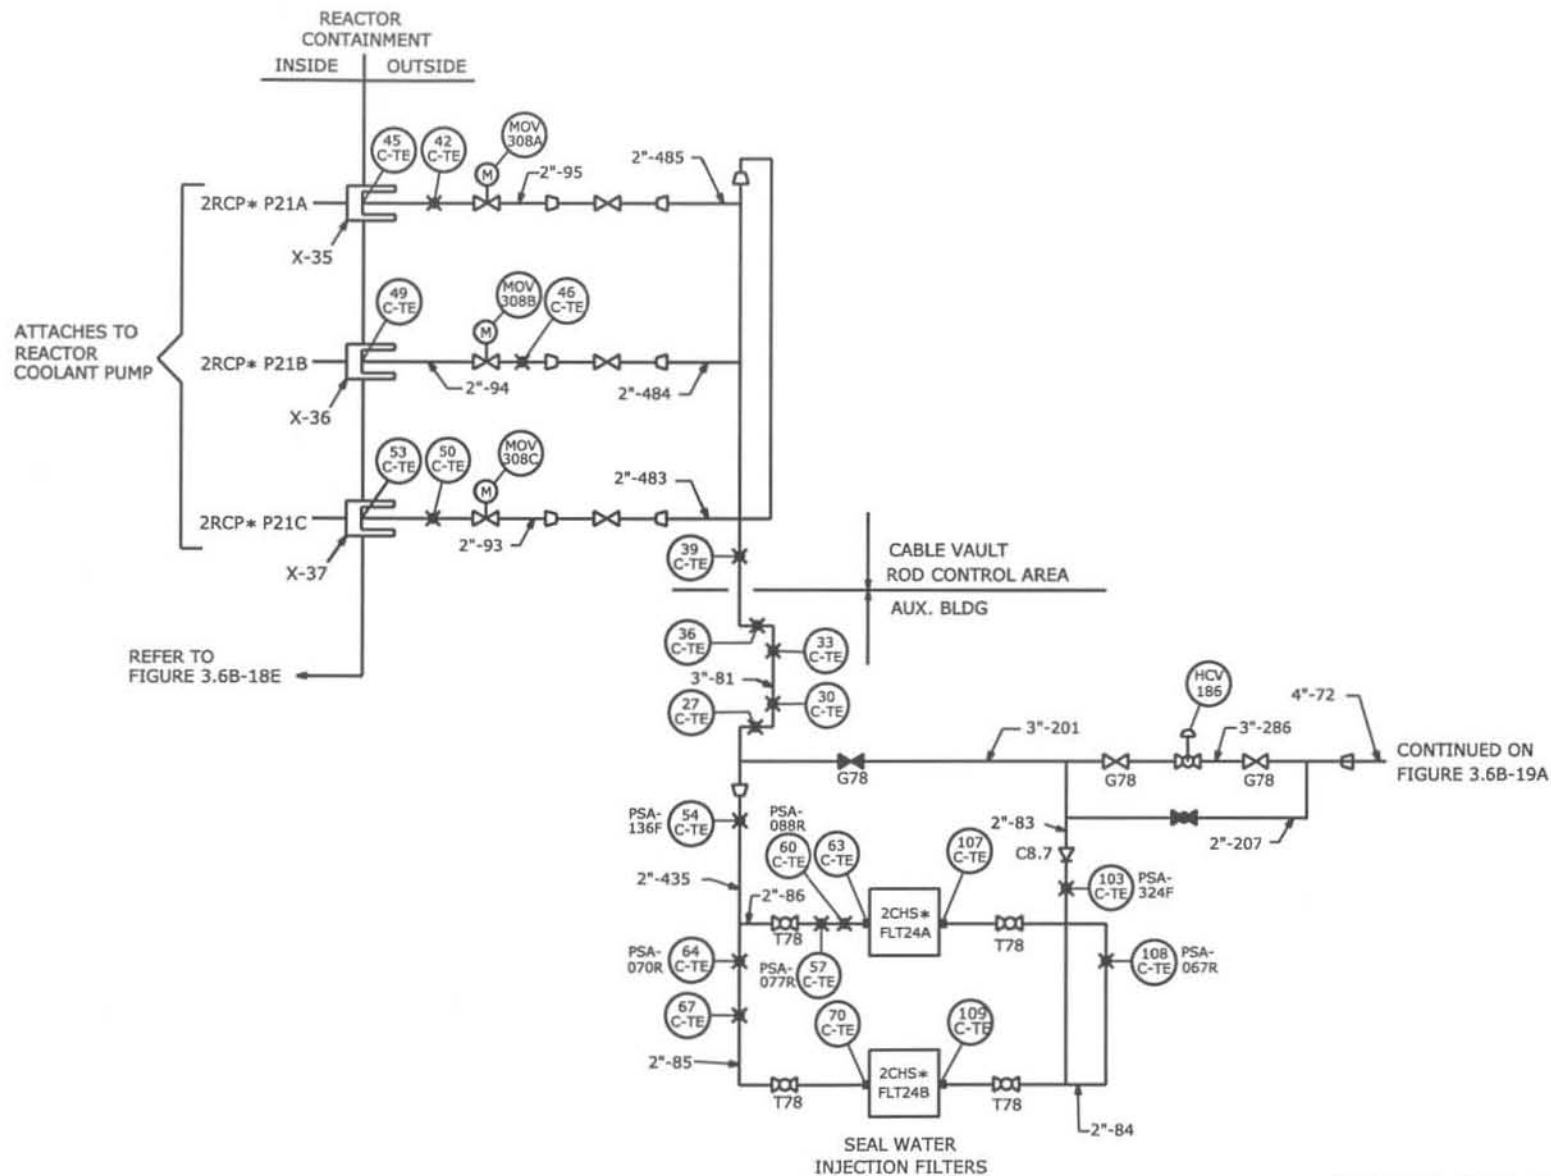 REACTOR
CONTAINMENT
INSIDE
OUTSIDE
MOV
308A
45
C-TE
42
C-TE
M
2"-95
2"-485
2RCP* P21A
X-35
MOV
308B
49
C-TE
46
C-TE
M
ATTACHES TO
REACTOR
COOLANT PUMP
2RCP* P21B
2"-94
2"-484
X-36
MOV
308C
53
C-TE
50
C-TE
M
2"-483
2RCP* P21C
2"-93
X-37
39
C-TE
CABLE VAULT
ROD CONTROL AREA
AUX. BLDG
36
C-TE
33
C-TE
REFER TO
FIGURE 3.6B-18E
3"-81
27
C-TE
30
C-TE
HCV
186
4"-72
3"-201
3"-286
CONTINUED ON
FIGURE 3.6B-19A
G78
G78
G78
PSA-
136F
54
C-TE
PSA-
088R
60
C-TE
63
C-TE
107
C-TE
2"-83
2"-207
C8.7
103
C-TE
PSA-
324F
2"-435
2"-86
2CHS*
FLT24A
T78
T78
PSA-
070R
64
C-TE
PSA-
077R
57
C-TE
108
C-TE
PSA-
067R
67
C-TE
70
C-TE
109
C-TE
2"-85
2CHS*
FLT24B
T78
T78
2"-84
SEAL WATER
INJECTION FILTERS